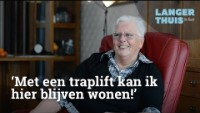 LANGER
THUIS
'Met een traplift kan ik
hier blijven wonen!'